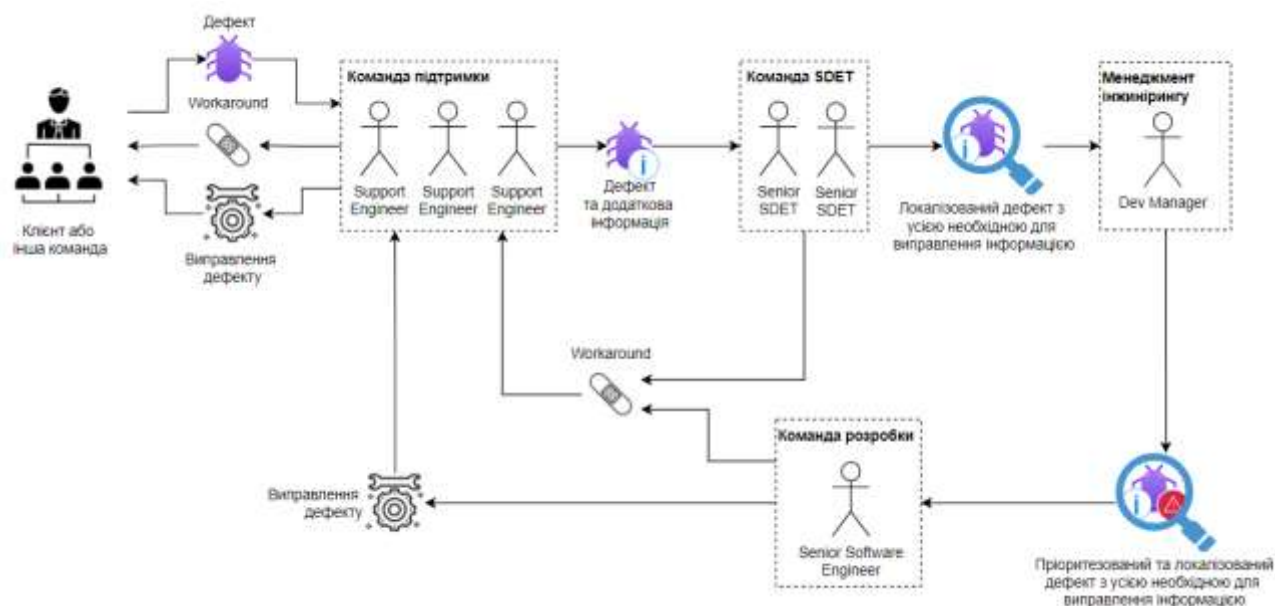 Дефект
Workaround
Виправлення
дефекту
Клієнт або
інша команда
Команда підтримки
Support
Engineer
Support
Engineer
Support
Engineer
Дефект
та додаткова
інформація
Команда SDET
Senior
SDET
Senior
SDET
Локалізований дефект з
усією необхідною для
виправлення інформацією
Менеджмент
інжинірингу
Dev Manager
Workaround
Команда розробки
Senior Software
Engineer
Виправлення
дефекту
Пріоритезований та локалізований
дефект з усією необхідною для
виправлення інформацією